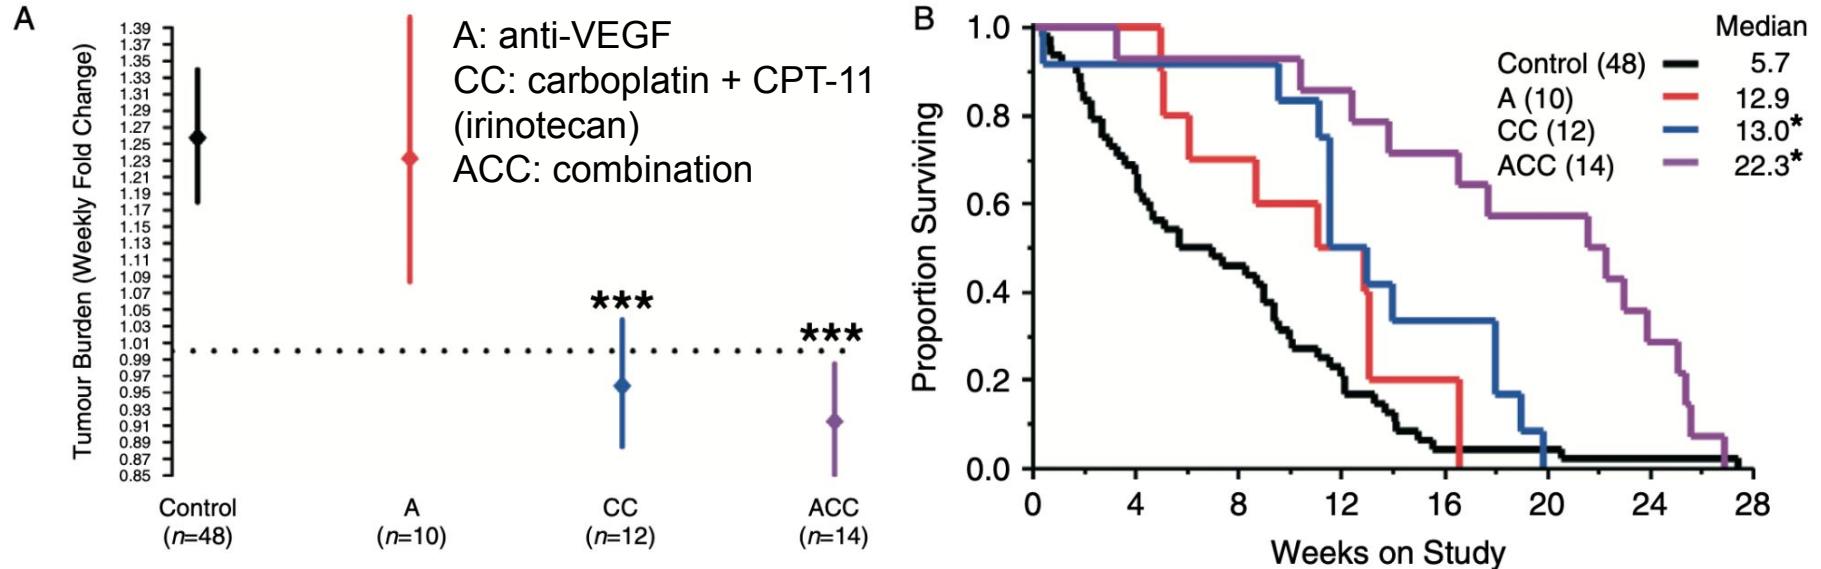 A
Tumour Burden (Weekly Fold Change)
1.39
1.37
1.35
1.33
1.31
1.29
1.27
1.25
1.23
1.21
1.19
1.17
1.15
1.13
1.11
1.09
1.07
1.05
1.03
1.01
0.99
0.97
0.95
0.93
0.91
0.89
0.87
0.85
A: anti-VEGF
CC: carboplatin + CPT-11
(irinotecan)
ACC: combination
***
***
Control
(n=48)
A
(n=10)
CC
(n=12)
ACC
(n=14)
B
Proportion Surviving
1.0
0.8
0.6
0.4
0.2
0.0
Median
Control (48) 5.7
A (10) 12.9
CC (12) 13.0*
ACC (14) 22.3*
0 4 8 12 16 20 24 28
Weeks on Study